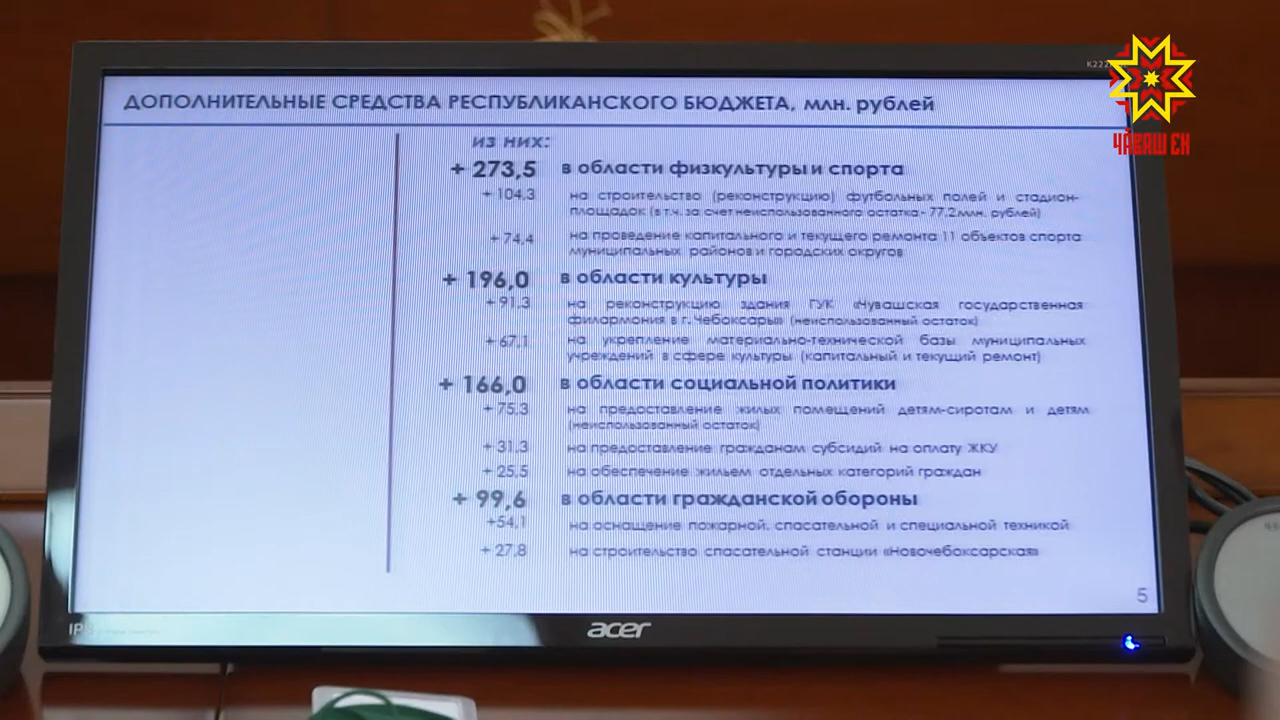 K222
ЧӐВАШ ЕН
ДОПОЛНИТЕЛЬНЫЕ СРЕДСТВА РЕСПУБЛИКАНСКОГО БЮДЖЕТА, млн. рублей
из них:
+ 273,5 в области физкультуры и спорта
+ 104,3 на строительство (реконструкцию) футбольных полей и стадион-
площадок (в т.ч. за счет неиспользованного остатка - 77,2 млн. рублей)
+ 74,4 на проведение капитального и текущего ремонта 11 объектов спорта
муниципальных районов и городских округов
+ 196,0 в области культуры
+ 91,3 на реконструкцию здания ГУК «Чувашская государственная
филармония в г. Чебоксары» (неиспользованный остаток)
+ 67,1 на укрепление материально-технической базы муниципальных
учреждений в сфере культуры (капитальный и текущий ремонт)
+ 166,0 в области социальной политики
+ 75,3 на предоставление жилых помещений детям-сиротам и детям
(неиспользованный остаток)
+ 31,3 на предоставление гражданам субсидий на оплату ЖКУ
+ 25,5 на обеспечение жильем отдельных категорий граждан
+ 99,6 в области гражданской обороны
+54,1 на оснащение пожарной, спасательной и специальной техникой
+ 27,8 на строительство спасательной станции «Новочебоксарская»
5
IPS
acer